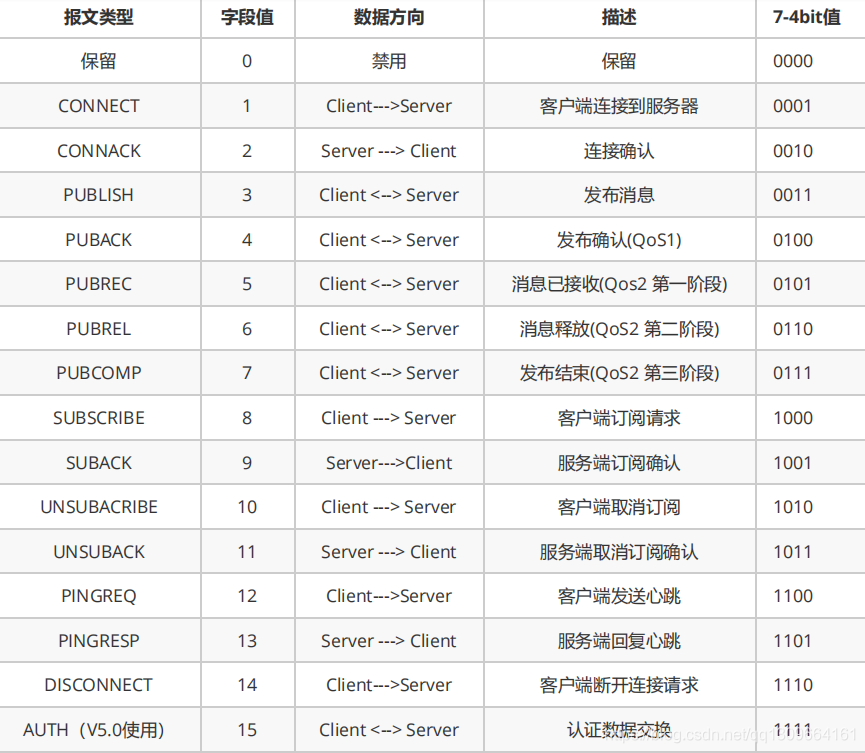 报文类型 字段值 数据方向 描述 7-4bit值
保留 0 禁用 保留 0000
CONNECT 1 Client--->Server 客户端连接到服务器 0001
CONNACK 2 Server ---> Client 连接确认 0010
PUBLISH 3 Client <--> Server 发布消息 0011
PUBACK 4 Client <--> Server 发布确认(QoS1) 0100
PUBREC 5 Client <--> Server 消息已接收(Qos2 第一阶段) 0101
PUBREL 6 Client <--> Server 消息释放(QoS2 第二阶段) 0110
PUBCOMP 7 Client <--> Server 发布结束(QoS2 第三阶段) 0111
SUBSCRIBE 8 Client ---> Server 客户端订阅请求 1000
SUBACK 9 Server--->Client 服务端订阅确认 1001
UNSUBACRIBE 10 Client ---> Server 客户端取消订阅 1010
UNSUBACK 11 Server ---> Client 服务端取消订阅确认 1011
PINGREQ 12 Client--->Server 客户端发送心跳 1100
PINGRESP 13 Server ---> Client 服务端回复心跳 1101
DISCONNECT 14 Client--->Server 客户端断开连接请求 1110
AUTH（V5.0使用） 15 Client <--> Server 认证数据交换 1111